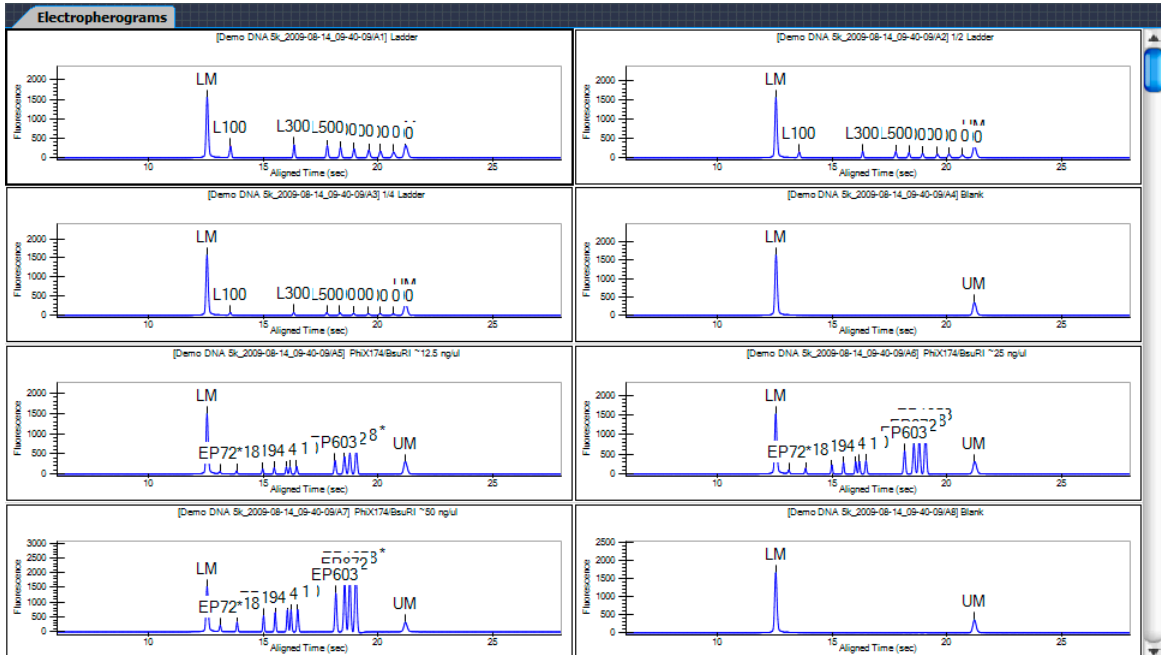 Electropherograms
[Demo DNA 5k_2009-08-14_09-40-09/A1] Ladder
Fluorescence
2000
1500
1000
500
0
LM
L100
L300
L500
10 15 20 25
Aligned Time (sec)
[Demo DNA 5k_2009-08-14_09-40-09/A2] 1/2 Ladder
Fluorescence
2000
1500
1000
500
0
LM
L100
L300
L500
10 15 20 25
Aligned Time (sec)
[Demo DNA 5k_2009-08-14_09-40-09/A3] 1/4 Ladder
Fluorescence
2000
1500
1000
500
0
LM
L100
L300
L500
10 15 20 25
Aligned Time (sec)
[Demo DNA 5k_2009-08-14_09-40-09/A4] Blank
Fluorescence
2000
1500
1000
500
0
LM
UM
10 15 20 25
Aligned Time (sec)
[Demo DNA 5k_2009-08-14_09-40-09/A5] PhiX174/BsuRI ~12.5 ng/ul
Fluorescence
2000
1500
1000
500
0
LM
EP72*
UM
10 15 20 25
Aligned Time (sec)
[Demo DNA 5k_2009-08-14_09-40-09/A6] PhiX174/BsuRI ~25 ng/ul
Fluorescence
2000
1500
1000
500
0
LM
EP72*
UM
10 15 20 25
Aligned Time (sec)
[Demo DNA 5k_2009-08-14_09-40-09/A7] PhiX174/BsuRI ~50 ng/ul
Fluorescence
3000
2500
2000
1500
1000
500
0
LM
EP72*
EP603
UM
10 15 20 25
Aligned Time (sec)
[Demo DNA 5k_2009-08-14_09-40-09/A8] Blank
Fluorescence
2500
2000
1500
1000
500
0
LM
UM
10 15 20 25
Aligned Time (sec)